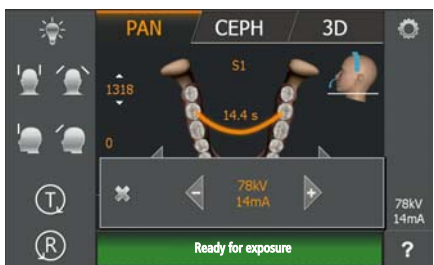 PAN CEPH 3D
S1
1318
14.4 s
0
78kV
14mA
78kV
14mA
T
R
Ready for exposure
?